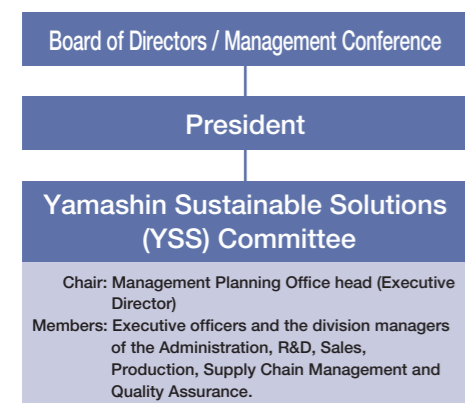 Board of Directors / Management Conference
President
Yamashin Sustainable Solutions
(YSS) Committee
Chair: Management Planning Office head (Executive
Director)
Members: Executive officers and the division managers
of the Administration, R&D, Sales,
Production, Supply Chain Management and
Quality Assurance.